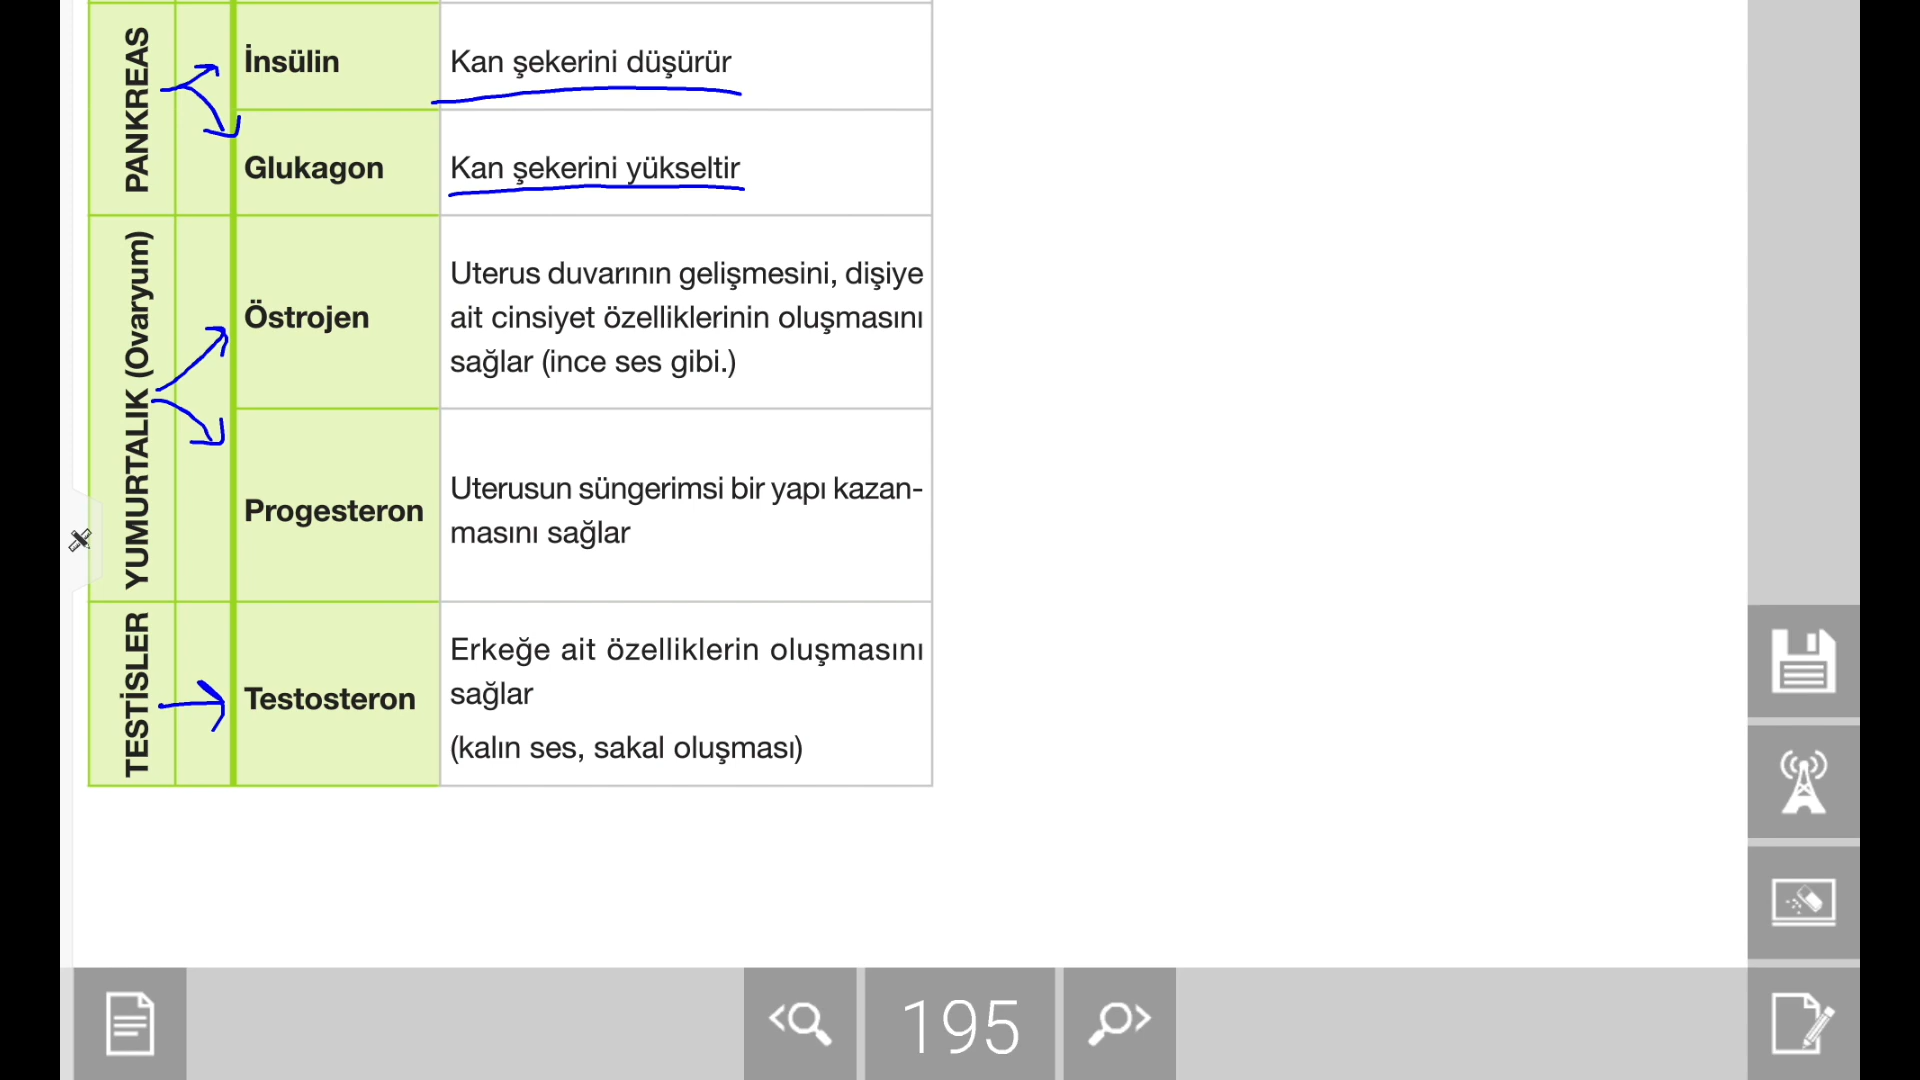 PANKREAS
İnsülin
Kan şekerini düşürür
Glukagon
Kan şekerini yükseltir
YUMURTALIK (Ovaryum)
Östrojen
Uterus duvarının gelişmesini, dişiye
ait cinsiyet özelliklerinin oluşmasını
sağlar (ince ses gibi.)
Progesteron
Uterusun süngerimsi bir yapı kazan-
masını sağlar
TESTİSLER
Testosteron
Erkeğe ait özelliklerin oluşmasını
sağlar
(kalın ses, sakal oluşması)
195